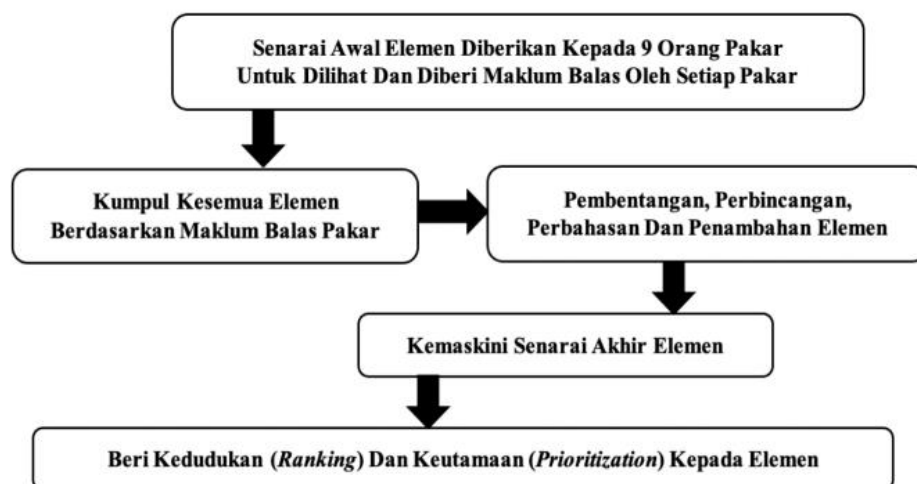 Senarai Awal Elemen Diberikan Kepada 9 Orang Pakar
Untuk Dilihat Dan Diberi Maklum Balas Oleh Setiap Pakar
Kumpul Kesemua Elemen
Berdasarkan Maklum Balas Pakar
Pembentangan, Perbincangan,
Perbahasan Dan Penambahan Elemen
Kemaskini Senarai Akhir Elemen
Beri Kedudukan (Ranking) Dan Keutamaan (Prioritization) Kepada Elemen